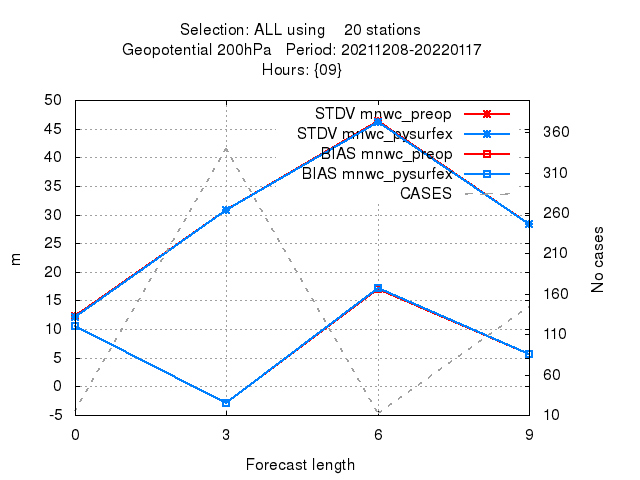 Selection: ALL using 20 stations
Geopotential 200hPa Period: 20211208-20220117
Hours: {09}
STDV mnwc_preop
STDV mnwc_pysurfex
BIAS mnwc_preop
BIAS mnwc_pysurfex
CASES
50
45
40
35
30
25
20
15
10
5
0
-5
m
360
310
260
210
160
110
60
10
No cases
0 3 6 9
Forecast length